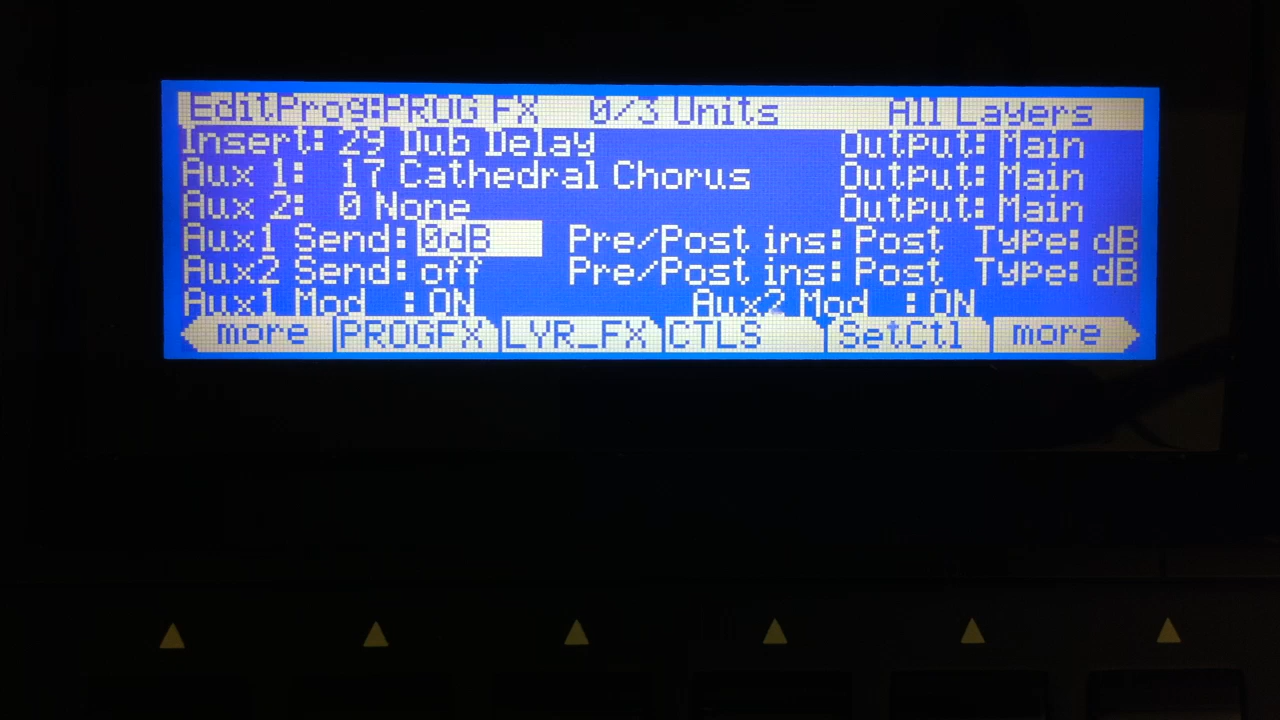 EditProg:PROG FX 0/3 Units All Layers
Insert: 29 Dub Delay Output: Main
Aux 1: 17 Cathedral Chorus Output: Main
Aux 2: 0 None Output: Main
Aux1 Send: 0dB Pre/Post ins: Post Type: dB
Aux2 Send: off Pre/Post ins: Post Type: dB
Aux1 Mod : ON Aux2 Mod : ON
more PROGFX LYR_FX CTLS SetCtl more